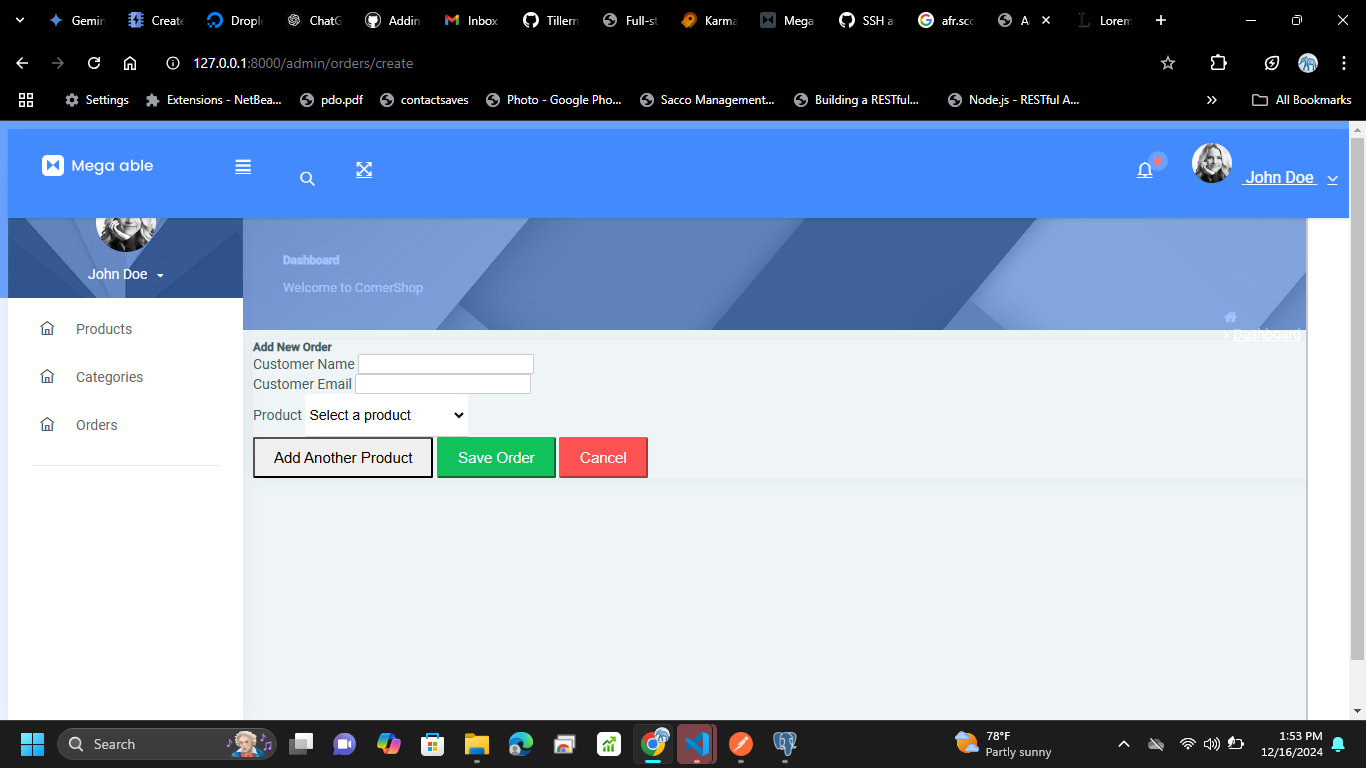 Gemin
Create
Drople
ChatG
Addin
Inbox
Tillern
Full-st
Karma
Mega
SSH a
afr.scc
A
Lorem
127.0.0.1:8000/admin/orders/create
Settings
Extensions - NetBea...
pdo.pdf
contactsaves
Photo - Google Pho...
Sacco Management...
Building a RESTful...
Node.js - RESTful A...
All Bookmarks
Mega able
John Doe
John Doe
Dashboard
Welcome to CornerShop
Dashboard
Products
Categories
Orders
Add New Order
Customer Name
Customer Email
Product Select a product
Add Another Product Save Order Cancel
Search
78°F
Partly sunny
1:53 PM
12/16/2024